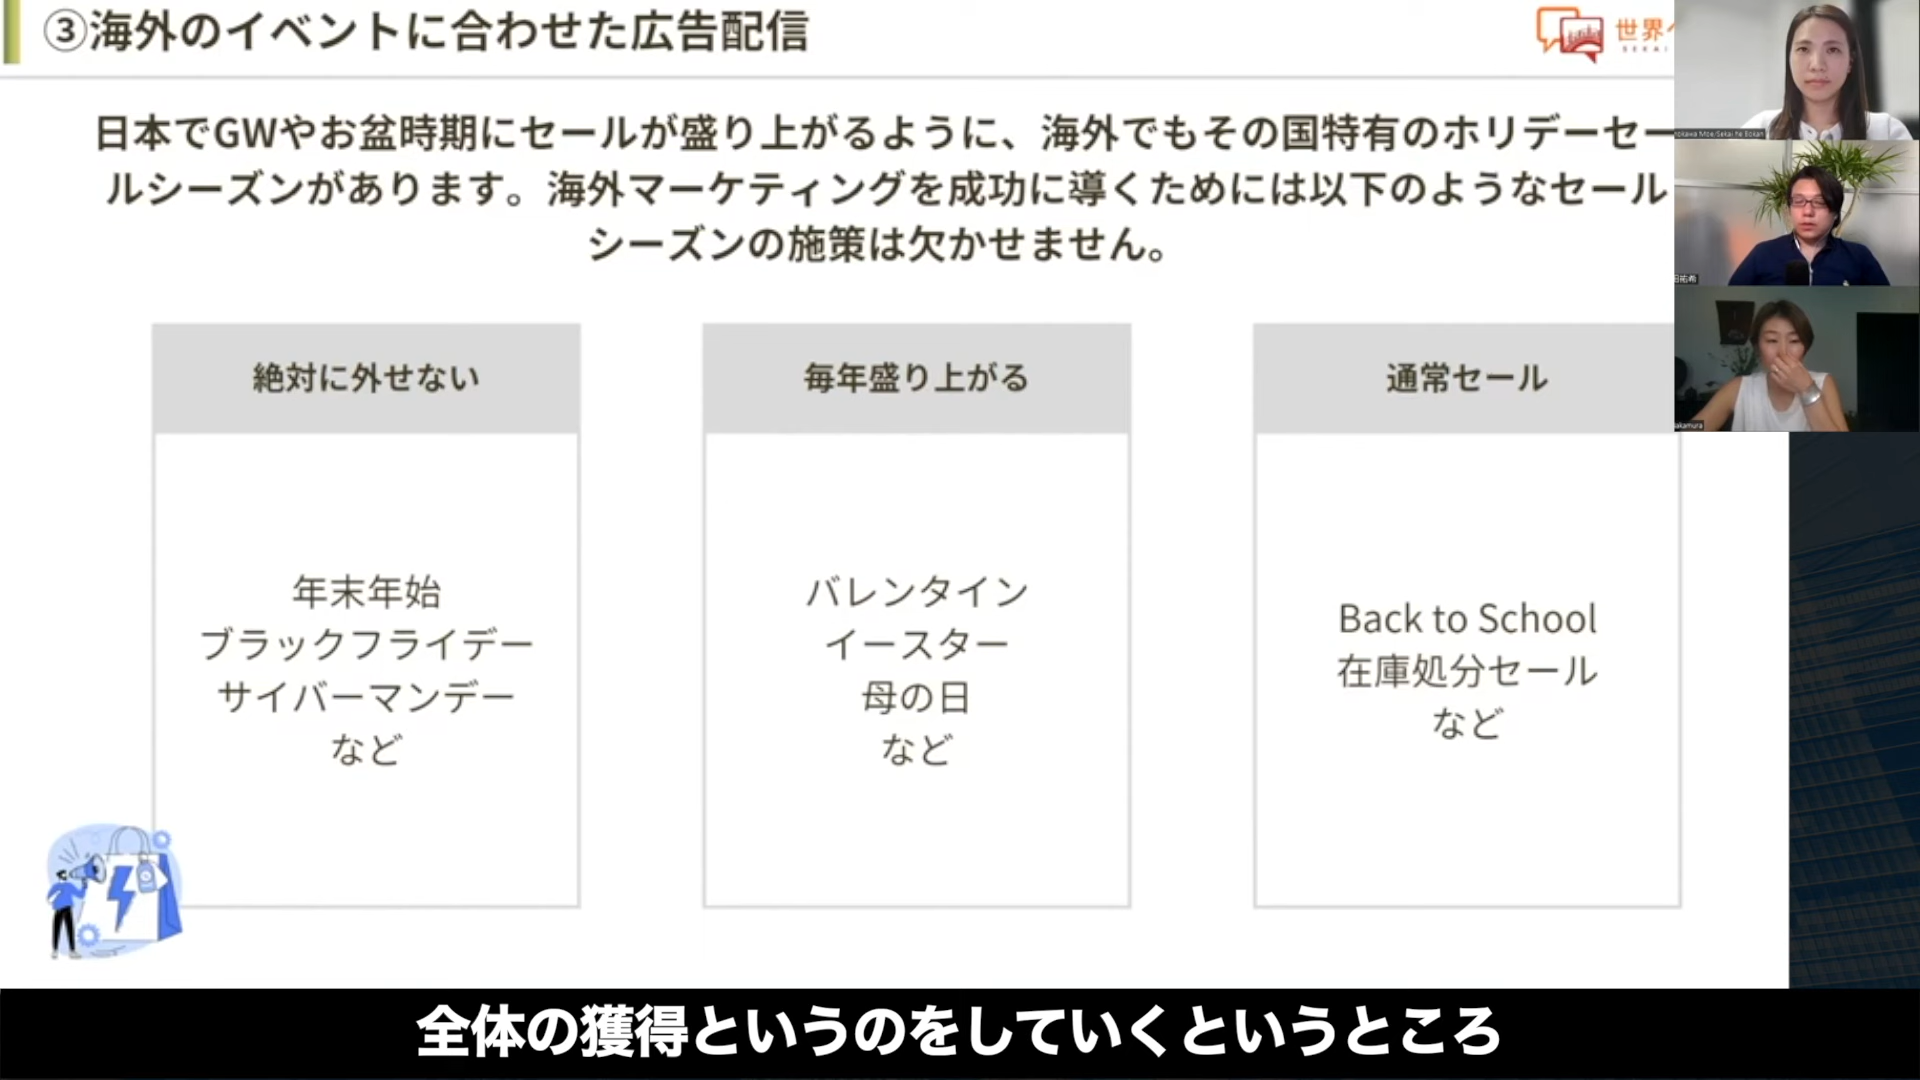 ③海外のイベントに合わせた広告配信
世界へ
SEKAI
日本でGWやお盆時期にセールが盛り上がるように、海外でもその国特有のホリデーセー
ルシーズンがあります。海外マーケティングを成功に導くためには以下のようなセール
シーズンの施策は欠かせません。
絶対に外せない
年末年始
ブラックフライデー
サイバーマンデー
など
毎年盛り上がる
バレンタイン
イースター
母の日
など
通常セール
Back to School
在庫処分セール
など
akamura
全体の獲得というのをしていくというところ